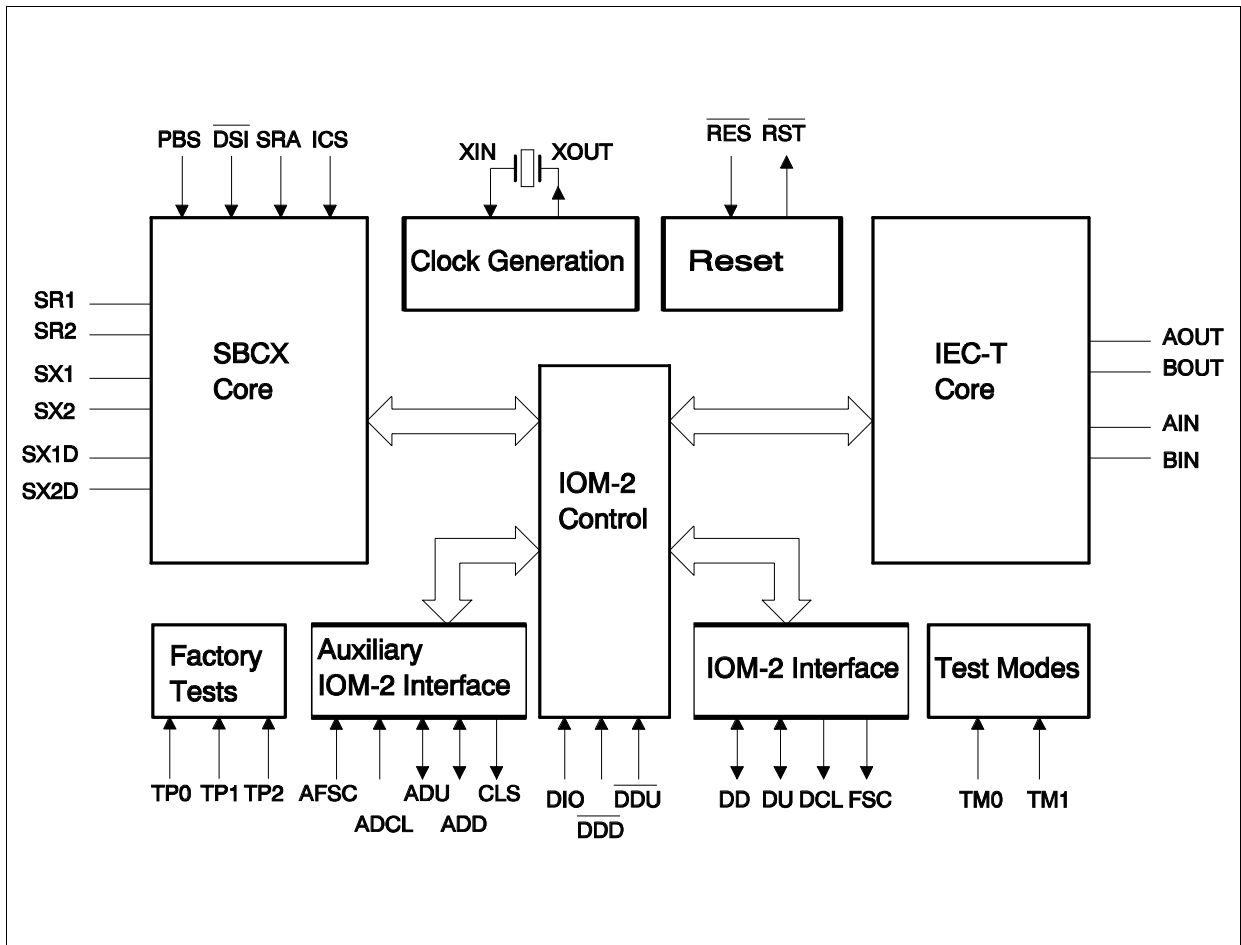 PBS DSI SRA ICS
XIN XOUT
RES RST
Clock Generation
Reset
SR1
SR2
SX1
SX2
SX1D
SX2D
SBCX
Core
IEC-T
Core
AOUT
BOUT
AIN
BIN
IOM-2
Control
Factory
Tests
Auxiliary
IOM-2 Interface
IOM-2 Interface
Test Modes
TP0 TP1 TP2
AFSC
ADCL
ADU
ADD
CLS
DIO
DDD
DDU
DD DU DCL FSC
TM0 TM1